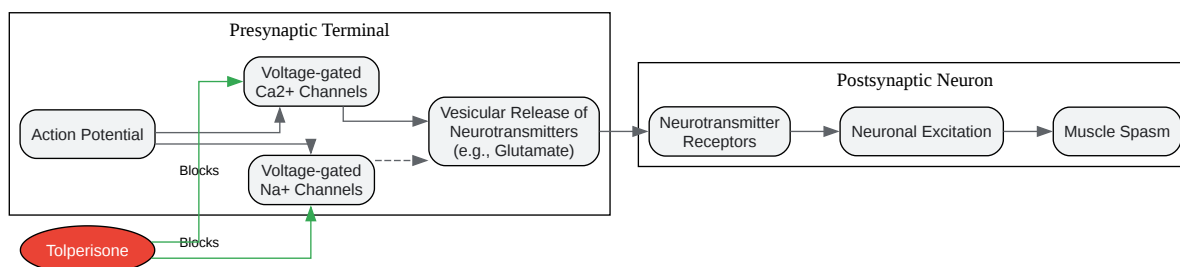 Presynaptic Terminal
Voltage-gated
Ca2+ Channels
Action Potential
Vesicular Release of
Neurotransmitters
(e.g., Glutamate)
Voltage-gated
Na+ Channels
Blocks
Blocks
Tolperisone
Postsynaptic Neuron
Neurotransmitter
Receptors
Neuronal Excitation
Muscle Spasm